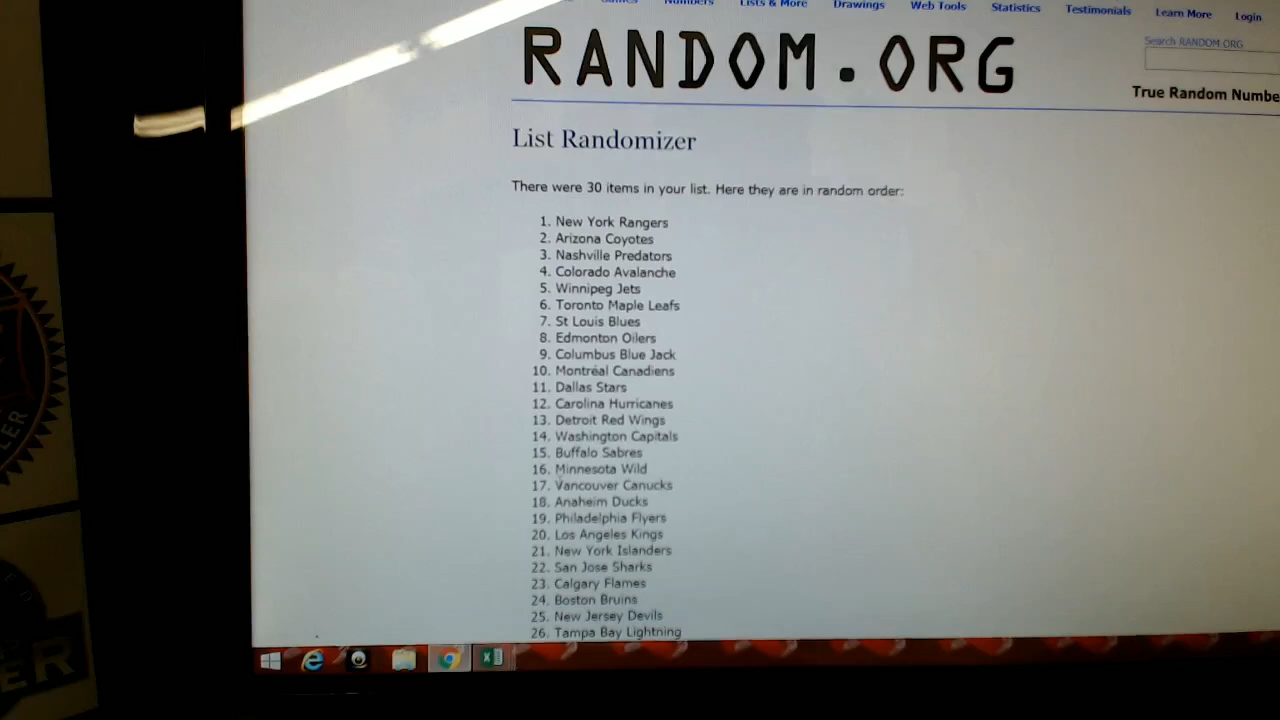 Numbers Lists & More Drawings Web Tools Statistics Testimonials Learn More Login
RANDOM.ORG
Search RANDOM.ORG
True Random Numbe
List Randomizer
There were 30 items in your list. Here they are in random order:
1. New York Rangers
2. Arizona Coyotes
3. Nashville Predators
4. Colorado Avalanche
5. Winnipeg Jets
6. Toronto Maple Leafs
7. St Louis Blues
8. Edmonton Oilers
9. Columbus Blue Jack
10. Montréal Canadiens
11. Dallas Stars
12. Carolina Hurricanes
13. Detroit Red Wings
14. Washington Capitals
15. Buffalo Sabres
16. Minnesota Wild
17. Vancouver Canucks
18. Anaheim Ducks
19. Philadelphia Flyers
20. Los Angeles Kings
21. New York Islanders
22. San Jose Sharks
23. Calgary Flames
24. Boston Bruins
25. New Jersey Devils
26. Tampa Bay Lightning
LER
ED
ER